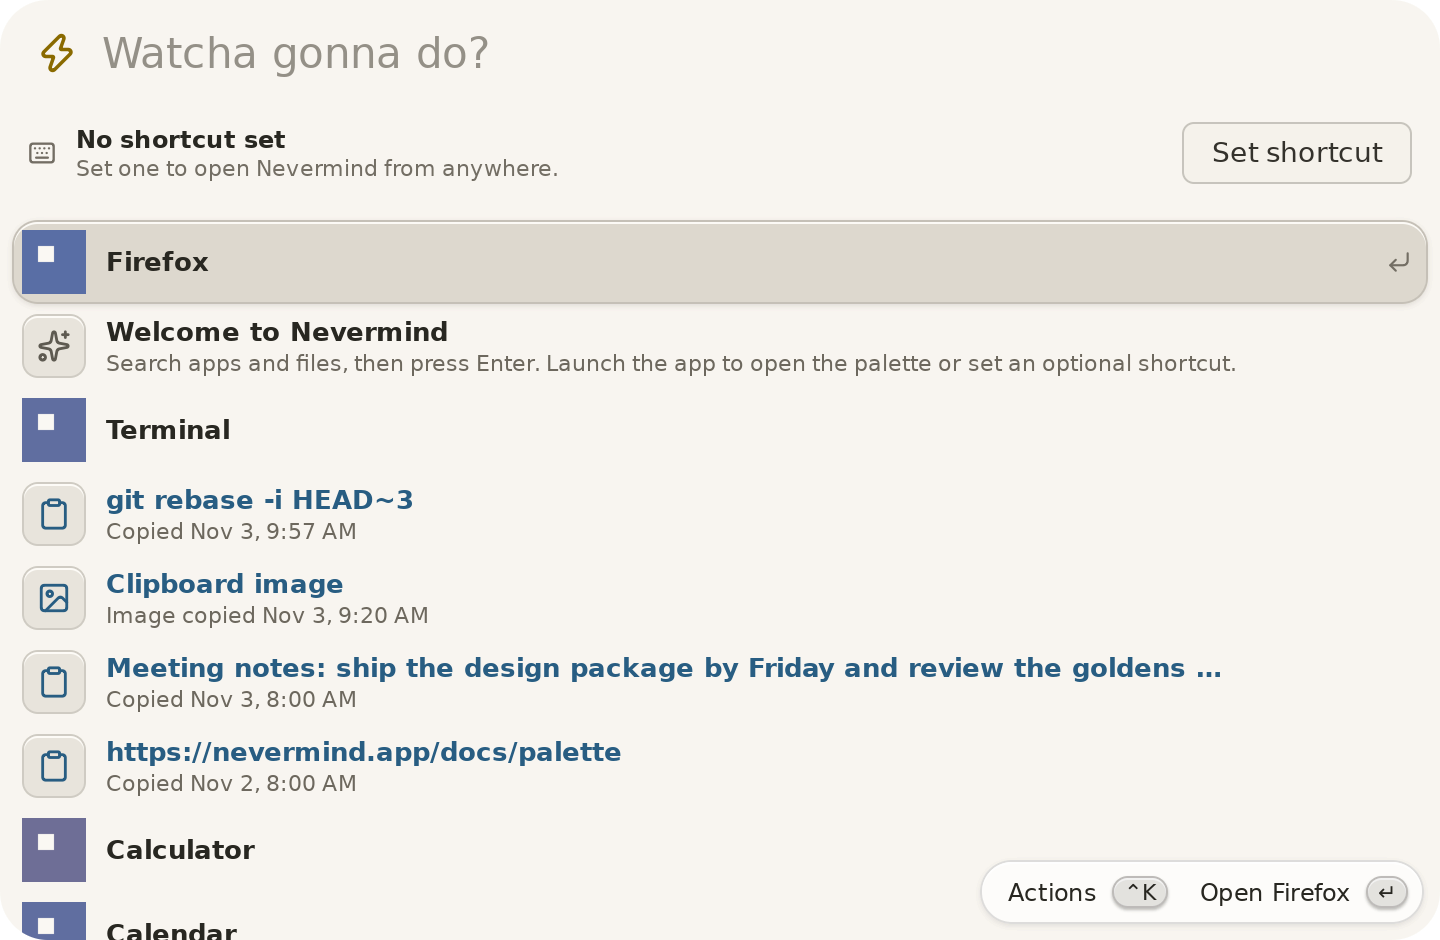 Watcha gonna do?
No shortcut set
Set one to open Nevermind from anywhere.
Set shortcut
Firefox
Welcome to Nevermind
Search apps and files, then press Enter. Launch the app to open the palette or set an optional shortcut.
Terminal
git rebase -i HEAD~3
Copied Nov 3, 9:57 AM
Clipboard image
Image copied Nov 3, 9:20 AM
Meeting notes: ship the design package by Friday and review the goldens …
Copied Nov 3, 8:00 AM
https://nevermind.app/docs/palette
Copied Nov 2, 8:00 AM
Calculator
Actions ^K Open Firefox ↵
Calendar